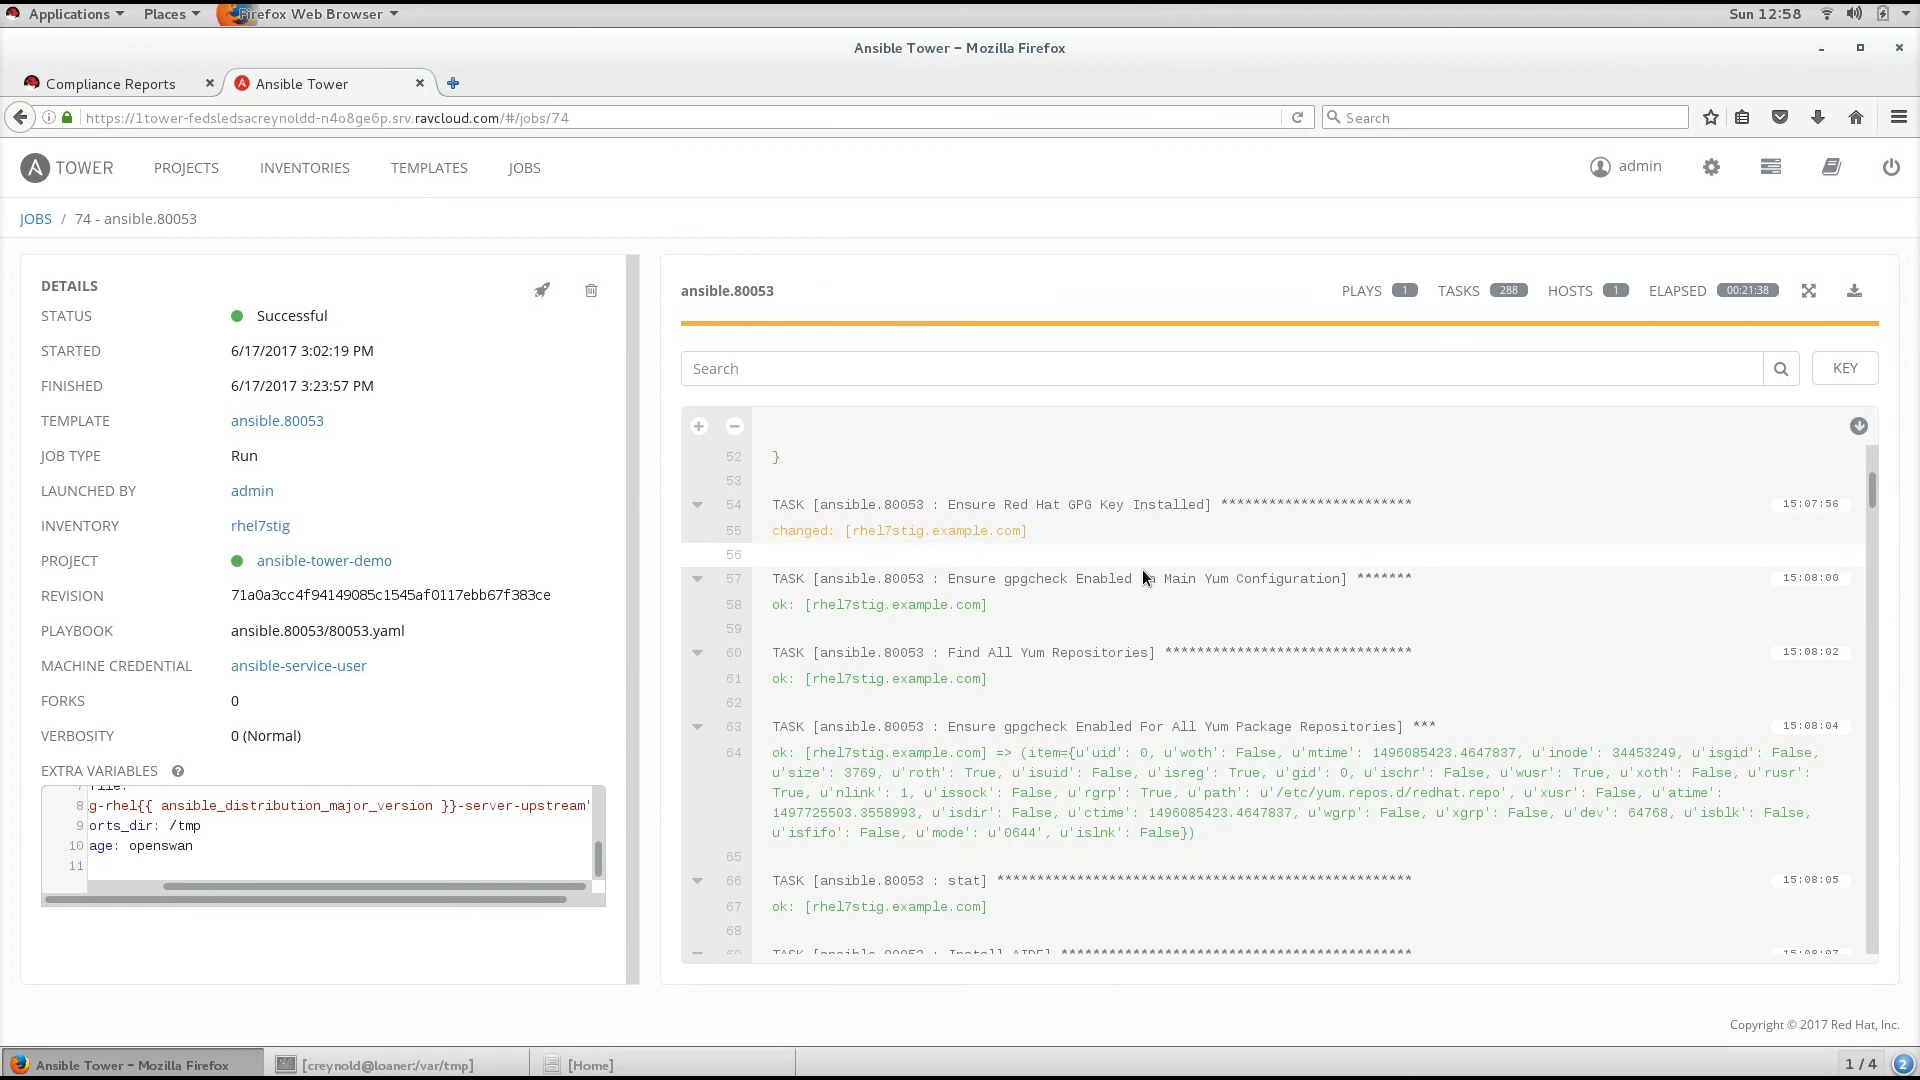 Applications Places Firefox Web Browser Sun 12:58
Ansible Tower – Mozilla Firefox
Compliance Reports Ansible Tower
https://1tower-fedsledsacreynoldd-n4o8ge6p.srv.ravcloud.com/#/jobs/74 Search
A TOWER PROJECTS INVENTORIES TEMPLATES JOBS admin
JOBS / 74 - ansible.80053
DETAILS
STATUS Successful
STARTED 6/17/2017 3:02:19 PM
FINISHED 6/17/2017 3:23:57 PM
TEMPLATE ansible.80053
JOB TYPE Run
LAUNCHED BY admin
INVENTORY rhel7stig
PROJECT ansible-tower-demo
REVISION 71a0a3cc4f94149085c1545af0117ebb67f383ce
PLAYBOOK ansible.80053/80053.yaml
MACHINE CREDENTIAL ansible-service-user
FORKS 0
VERBOSITY 0 (Normal)
EXTRA VARIABLES ?
8 g-rhel{{ ansible_distribution_major_version }}-server-upstream'
9 orts_dir: /tmp
10 age: openswan
11
ansible.80053 PLAYS 1 TASKS 288 HOSTS 1 ELAPSED 00:21:38
Search KEY
52 }
53
54 TASK [ansible.80053 : Ensure Red Hat GPG Key Installed] ************************ 15:07:56
55 changed: [rhel7stig.example.com]
56
57 TASK [ansible.80053 : Ensure gpgcheck Enabled Main Yum Configuration] ******* 15:08:00
58 ok: [rhel7stig.example.com]
59
60 TASK [ansible.80053 : Find All Yum Repositories] ******************************* 15:08:02
61 ok: [rhel7stig.example.com]
62
63 TASK [ansible.80053 : Ensure gpgcheck Enabled For All Yum Package Repositories] *** 15:08:04
64 ok: [rhel7stig.example.com] => (item={u'uid': 0, u'woth': False, u'mtime': 1496085423.4647837, u'inode': 34453249, u'isgid': False,
u'size': 3769, u'roth': True, u'isuid': False, u'isreg': True, u'gid': 0, u'ischr': False, u'wusr': True, u'xoth': False, u'rusr':
True, u'nlink': 1, u'issock': False, u'rgrp': True, u'path': u'/etc/yum.repos.d/redhat.repo', u'xusr': False, u'atime':
1497725503.3558993, u'isdir': False, u'ctime': 1496085423.4647837, u'wgrp': False, u'xgrp': False, u'dev': 64768, u'isblk': False,
u'isfifo': False, u'mode': u'0644', u'islnk': False})
65
66 TASK [ansible.80053 : stat] **************************************************** 15:08:05
67 ok: [rhel7stig.example.com]
68
69 TASK [ansible.80053 : Install AIDE] ******************************************** 15:08:07
Copyright © 2017 Red Hat, Inc.
Ansible Tower – Mozilla Firefox [creynold@loaner:/var/tmp] [Home] 1 / 4 2